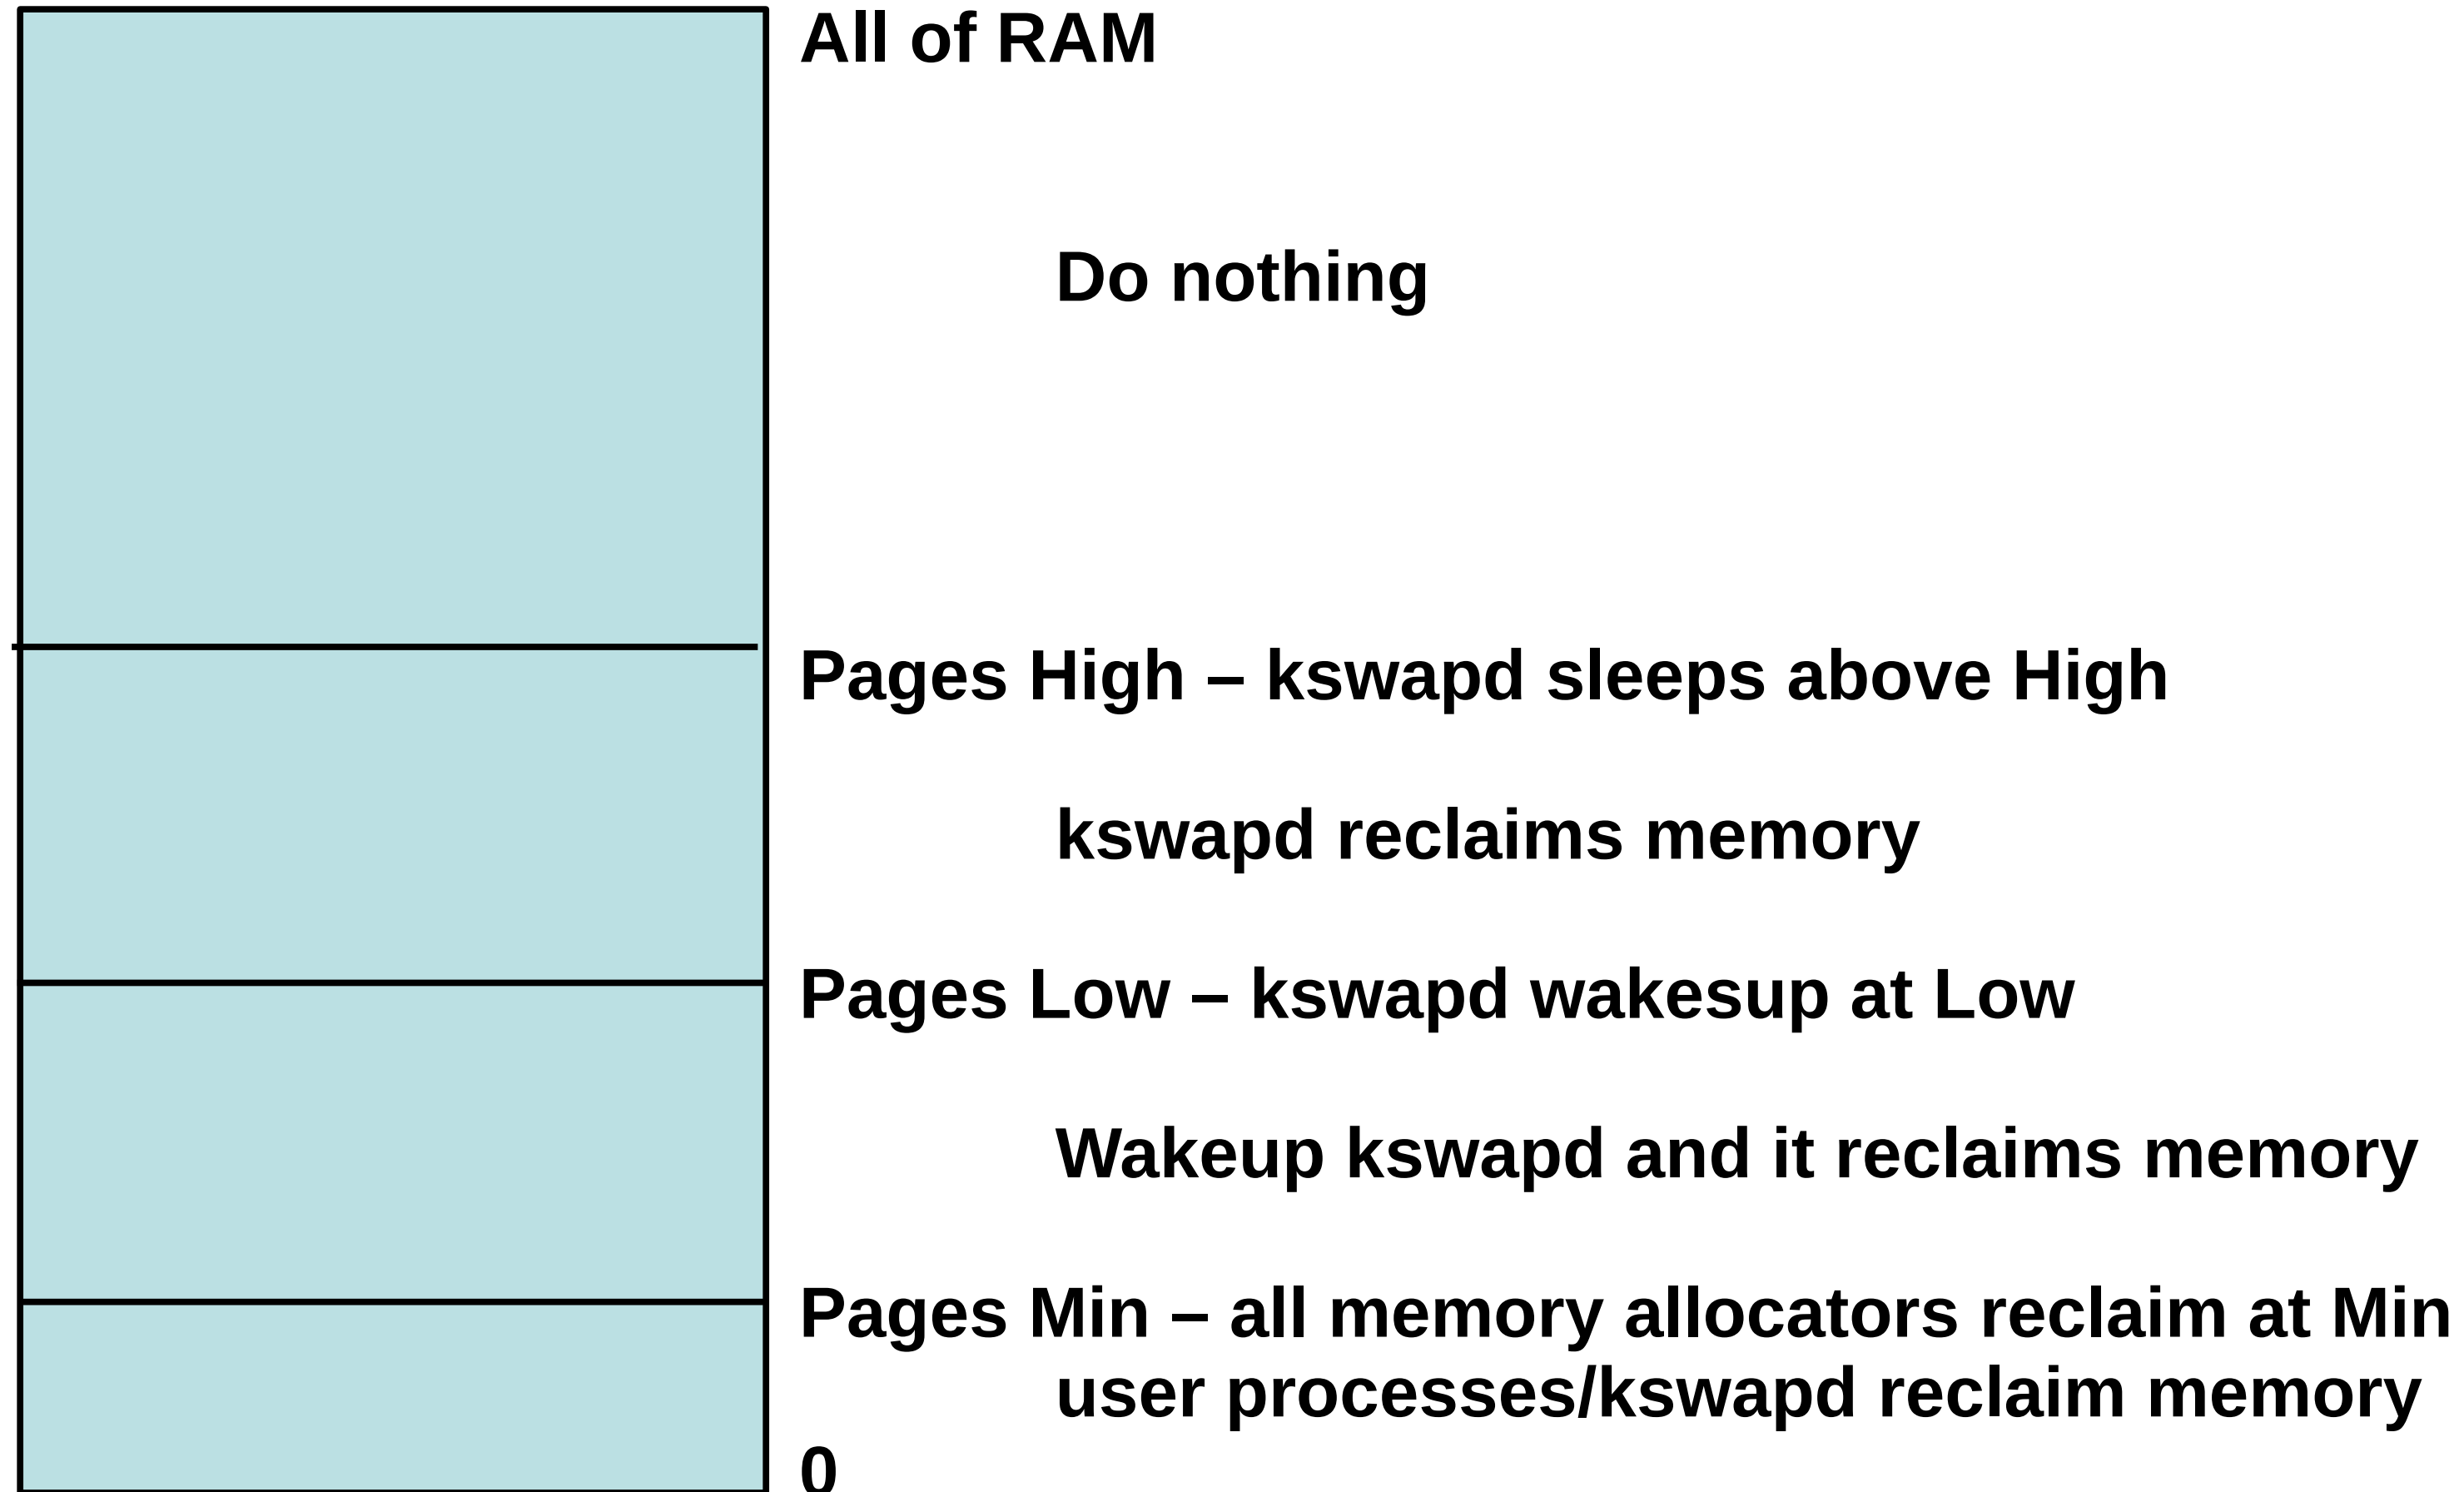 All of RAM
Do nothing
Pages High – kswapd sleeps above High
kswapd reclaims memory
Pages Low – kswapd wakesup at Low
Wakeup kswapd and it reclaims memory
Pages Min – all memory allocators reclaim at Min
user processes/kswapd reclaim memory
0